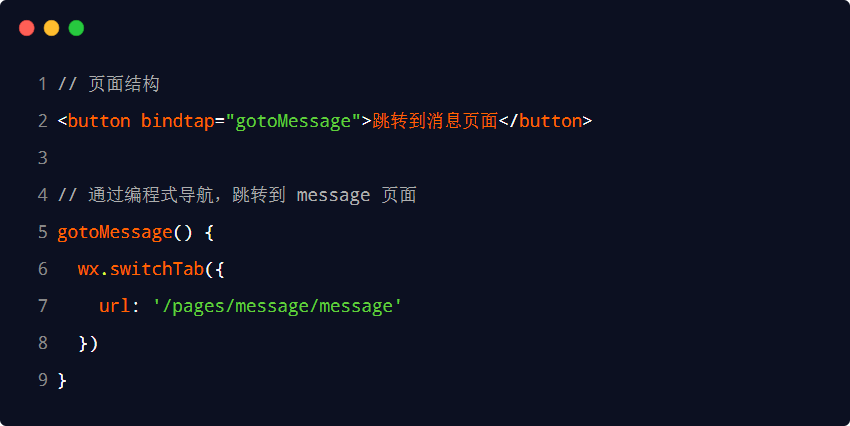 1 // 页面结构
2 <button bindtap="gotoMessage">跳转到消息页面</button>
3
4 // 通过编程式导航，跳转到 message 页面
5 gotoMessage() {
6   wx.switchTab({
7     url: '/pages/message/message'
8   })
9 }